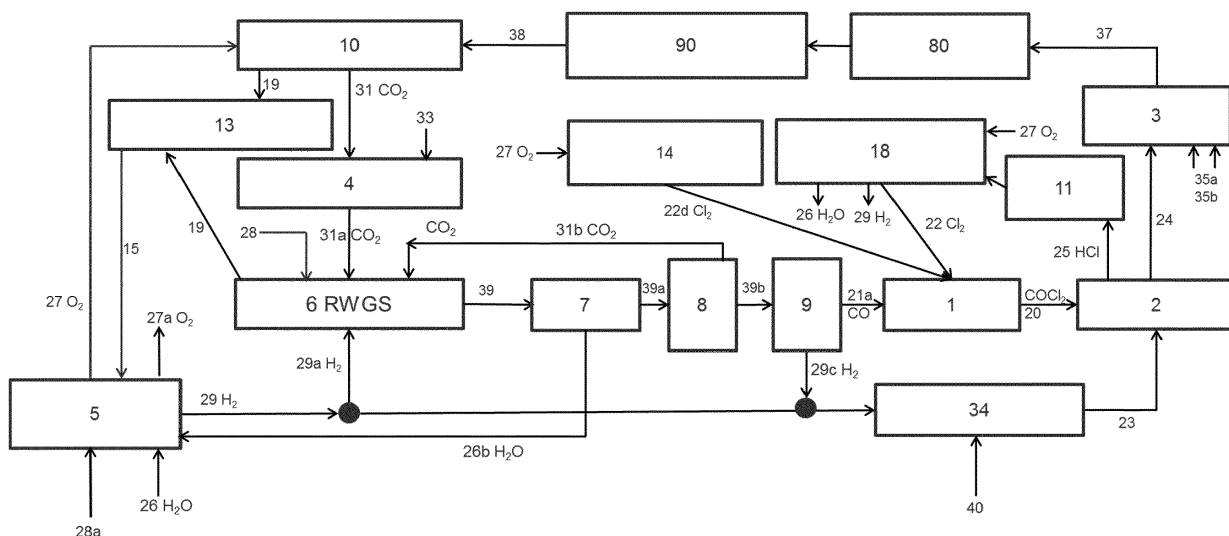 10
38
90
80
37
19
31 CO₂
13
33
27 O₂
14
18
27 O₂
3
11
35a
35b
4
22d Cl₂
26 H₂O
29 H₂
22 Cl₂
25 HCl
24
15
19
28
31a CO₂
CO₂
31b CO₂
27 O₂
27a O₂
6 RWGS
39
7
39a
8
39b
9
21a
CO
1
COCl₂
20
2
29a H₂
29c H₂
5
29 H₂
34
23
26b H₂O
28a
26 H₂O
40